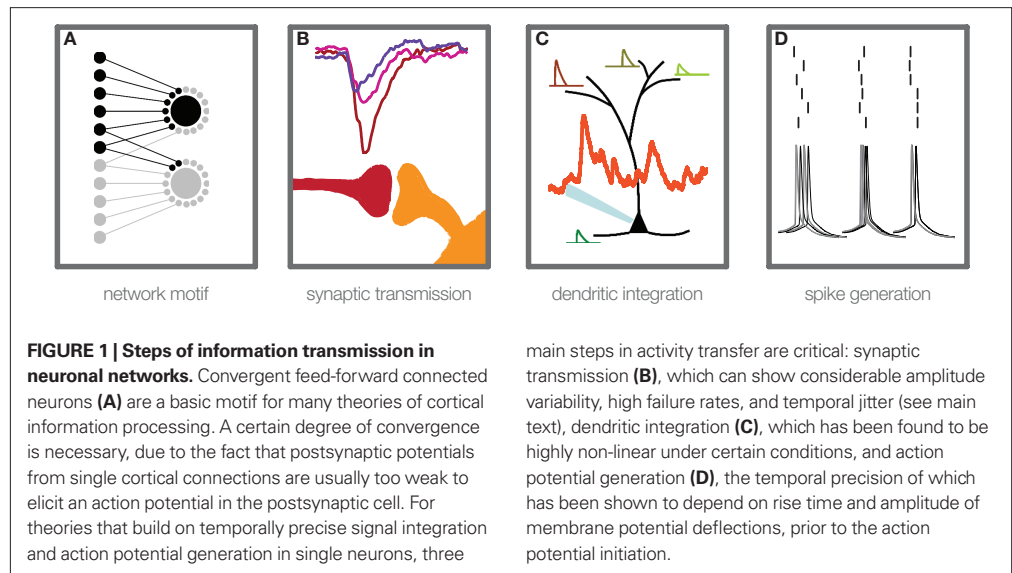 A
B
C
D
network motif
synaptic transmission
dendritic integration
spike generation
FIGURE 1 | Steps of information transmission in
neuronal networks. Convergent feed-forward connected
neurons (A) are a basic motif for many theories of cortical
information processing. A certain degree of convergence
is necessary, due to the fact that postsynaptic potentials
from single cortical connections are usually too weak to
elicit an action potential in the postsynaptic cell. For
theories that build on temporally precise signal integration
and action potential generation in single neurons, three
main steps in activity transfer are critical: synaptic
transmission (B), which can show considerable amplitude
variability, high failure rates, and temporal jitter (see main
text), dendritic integration (C), which has been found to be
highly non-linear under certain conditions, and action
potential generation (D), the temporal precision of which
has been shown to depend on rise time and amplitude of
membrane potential deflections, prior to the action
potential initiation.